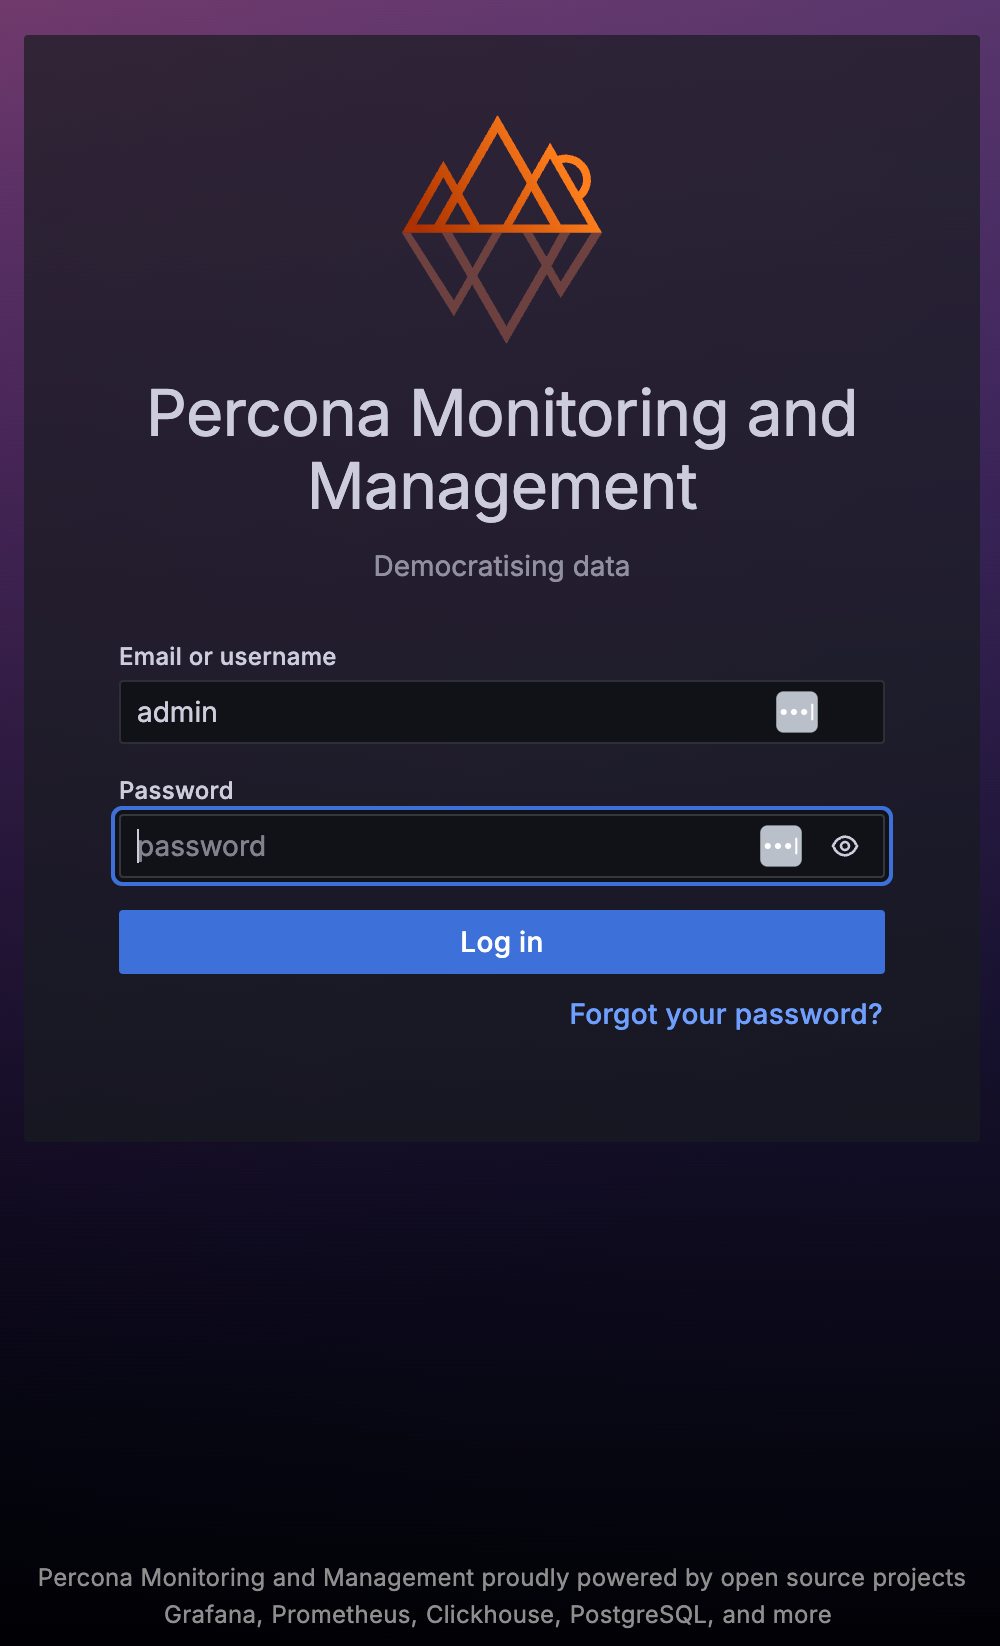 Percona Monitoring and
Management
Democratising data
Email or username
admin
Password
password
Log in
Forgot your password?
Percona Monitoring and Management proudly powered by open source projects
Grafana, Prometheus, Clickhouse, PostgreSQL, and more